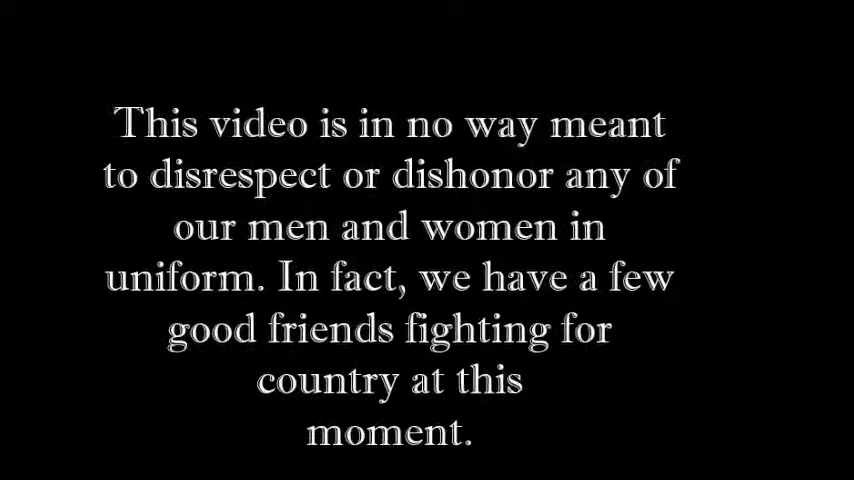 This video is in no way meant
to disrespect or dishonor any of
our men and women in
uniform. In fact, we have a few
good friends fighting for
country at this
moment.